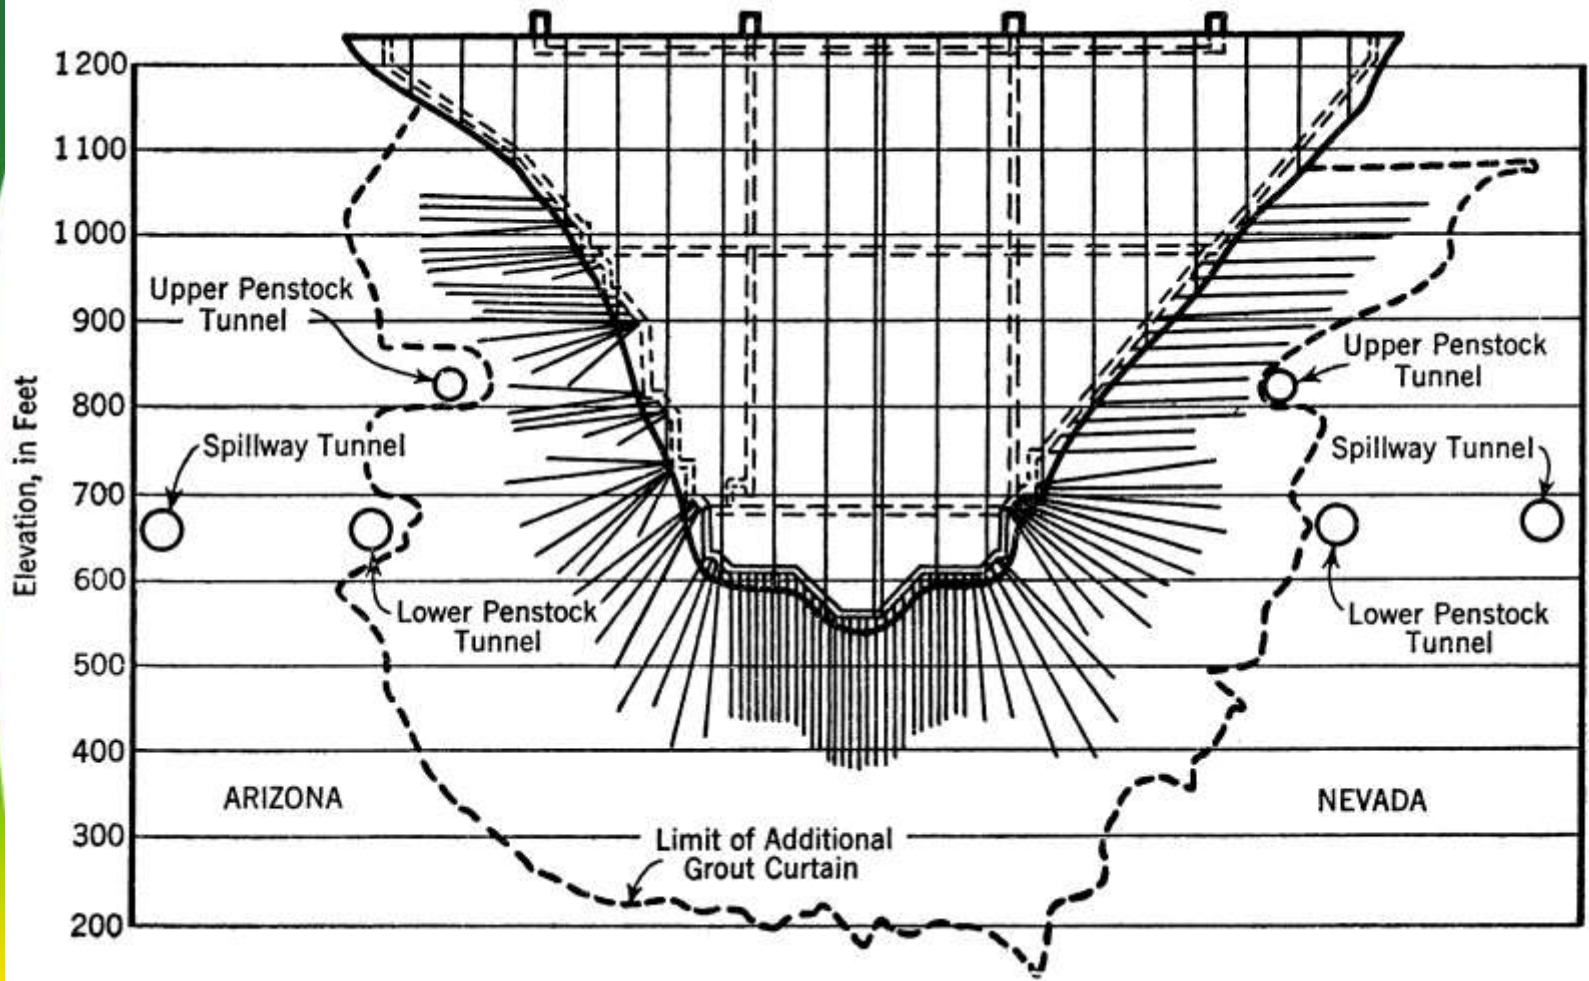 Elevation, in Feet
1200
1100
1000
900
800
700
600
500
400
300
200
Upper Penstock
Tunnel
Spillway Tunnel
Lower Penstock
Tunnel
ARIZONA
Limit of Additional
Grout Curtain
Upper Penstock
Tunnel
Spillway Tunnel
Lower Penstock
Tunnel
NEVADA